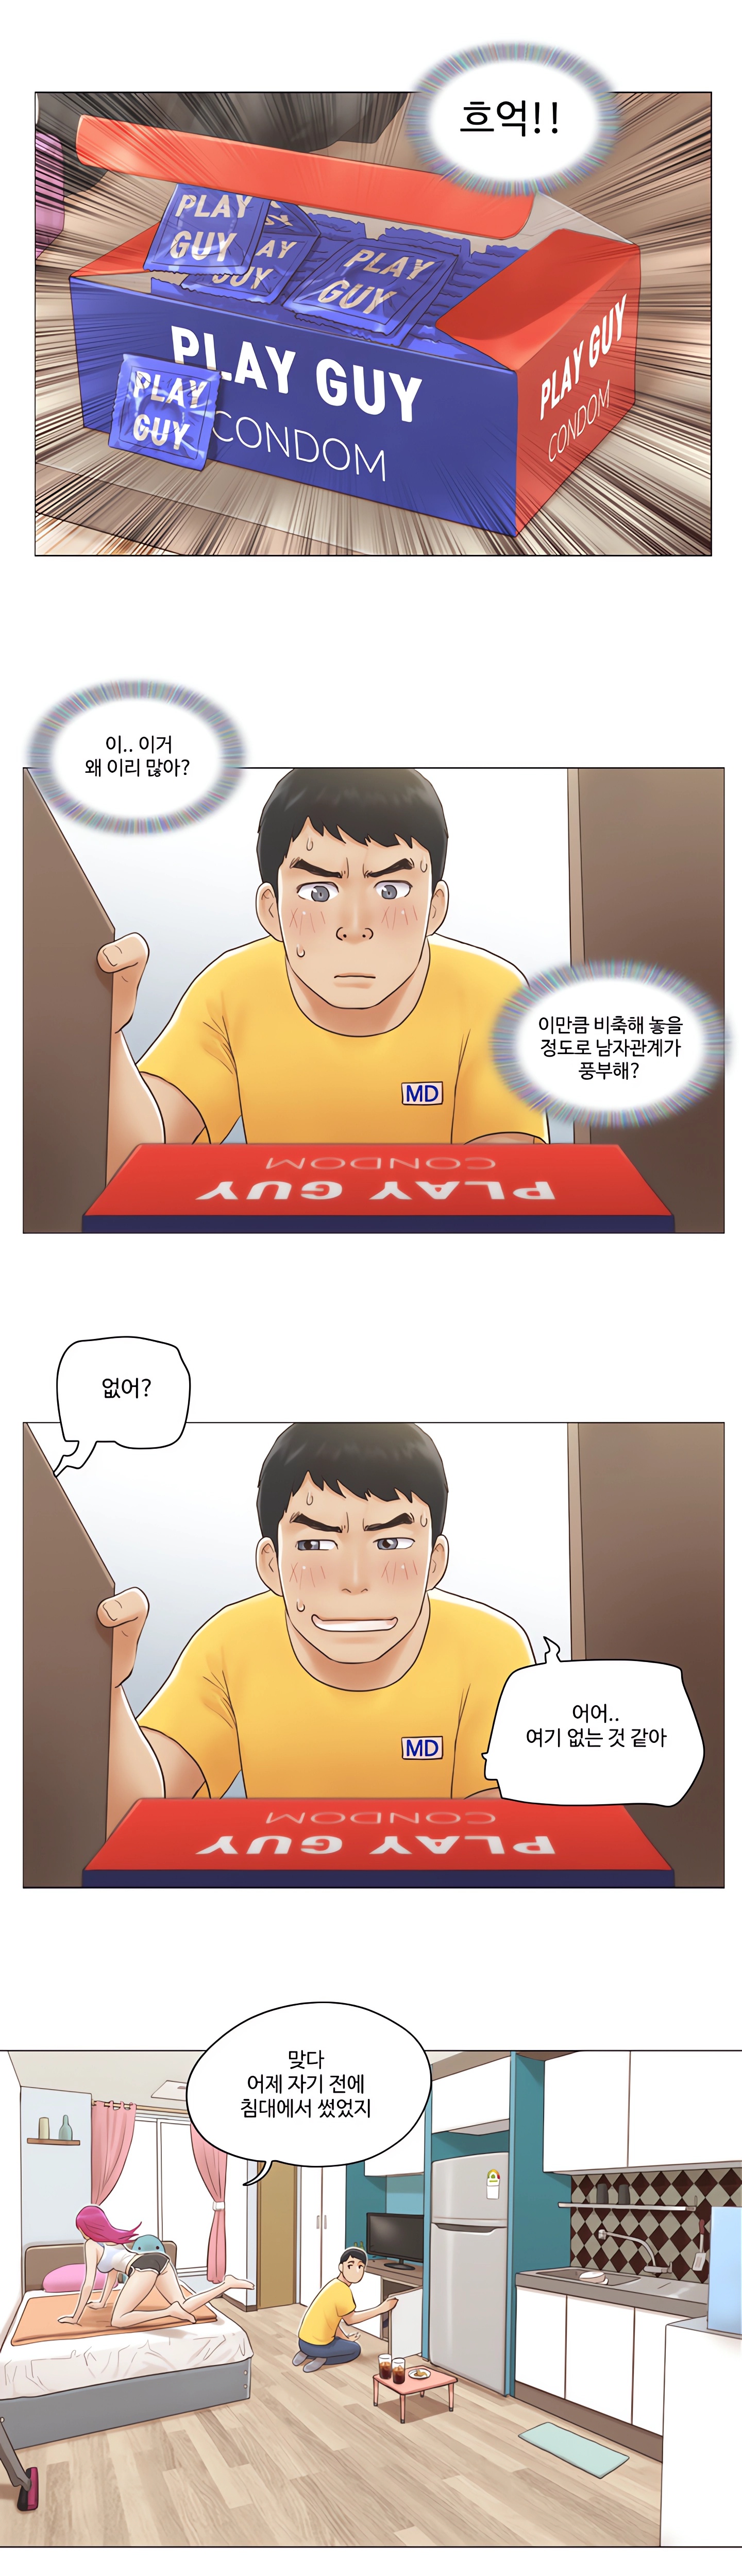 흐억!!
PLAY
GUY
AY
GUY
PLAY
GUY
PLAY GUY
CONDOM
PLAY
GUY
PLAY GUY
CONDOM
이.. 이거
왜 이리 많아?
이만큼 비축해 놓을
정도로 남자관계가
풍부해?
MD
CONDOM
PLAY GUY
없어?
어어..
여기 없는 것 같아
MD
CONDOM
PLAY GUY
맞다
어제 자기 전에
침대에서 썼었지